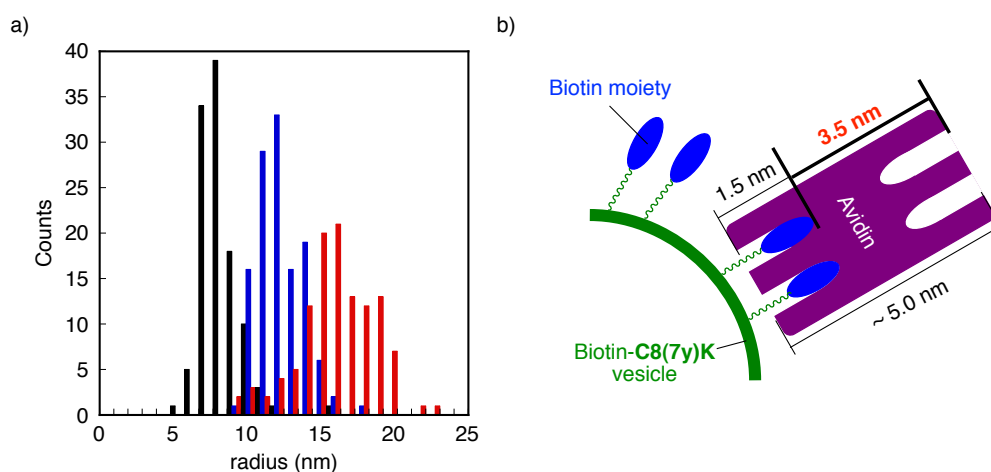 a)
40
35
30
25
20
15
10
5
0
Counts
0 5 10 15 20 25
radius (nm)
b)
Biotin moiety
3.5 nm
1.5 nm
Avidin
~ 5.0 nm
Biotin-C8(7y)K
vesicle